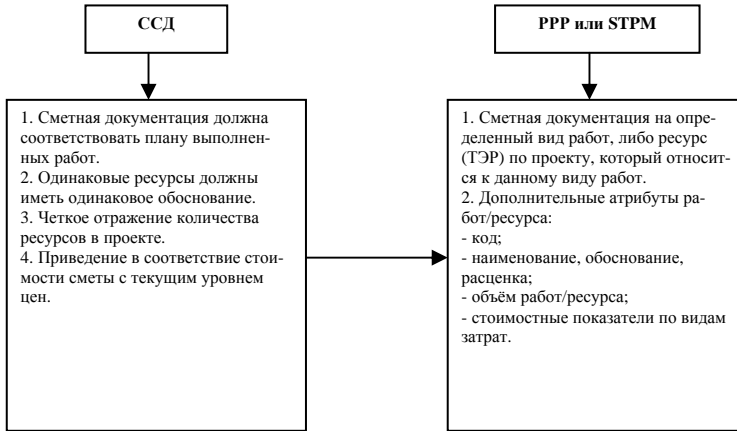 ССД
PPP или STPM
1. Сметная документация должна
соответствовать плану выполнен-
ных работ.
2. Одинаковые ресурсы должны
иметь одинаковое обоснование.
3. Четкое отражение количества
ресурсов в проекте.
4. Приведение в соответствие стои-
мости сметы с текущим уровнем
цен.
1. Сметная документация на опре-
деленный вид работ, либо ресурс
(ТЭР) по проекту, который относит-
ся к данному виду работ.
2. Дополнительные атрибуты ра-
бот/ресурса:
- код;
- наименование, обоснование,
расценка;
- объём работ/ресурса;
- стоимостные показатели по видам
затрат.